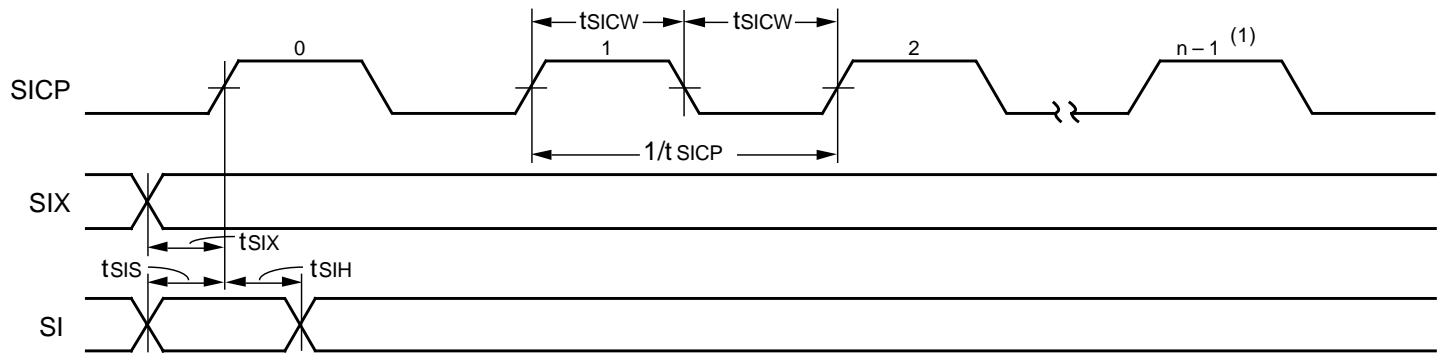 tSICW tSICW
0 1 2 n – 1 (1)
SICP
1/t SICP
SIX
tSIX
tSIS tSIH
SI